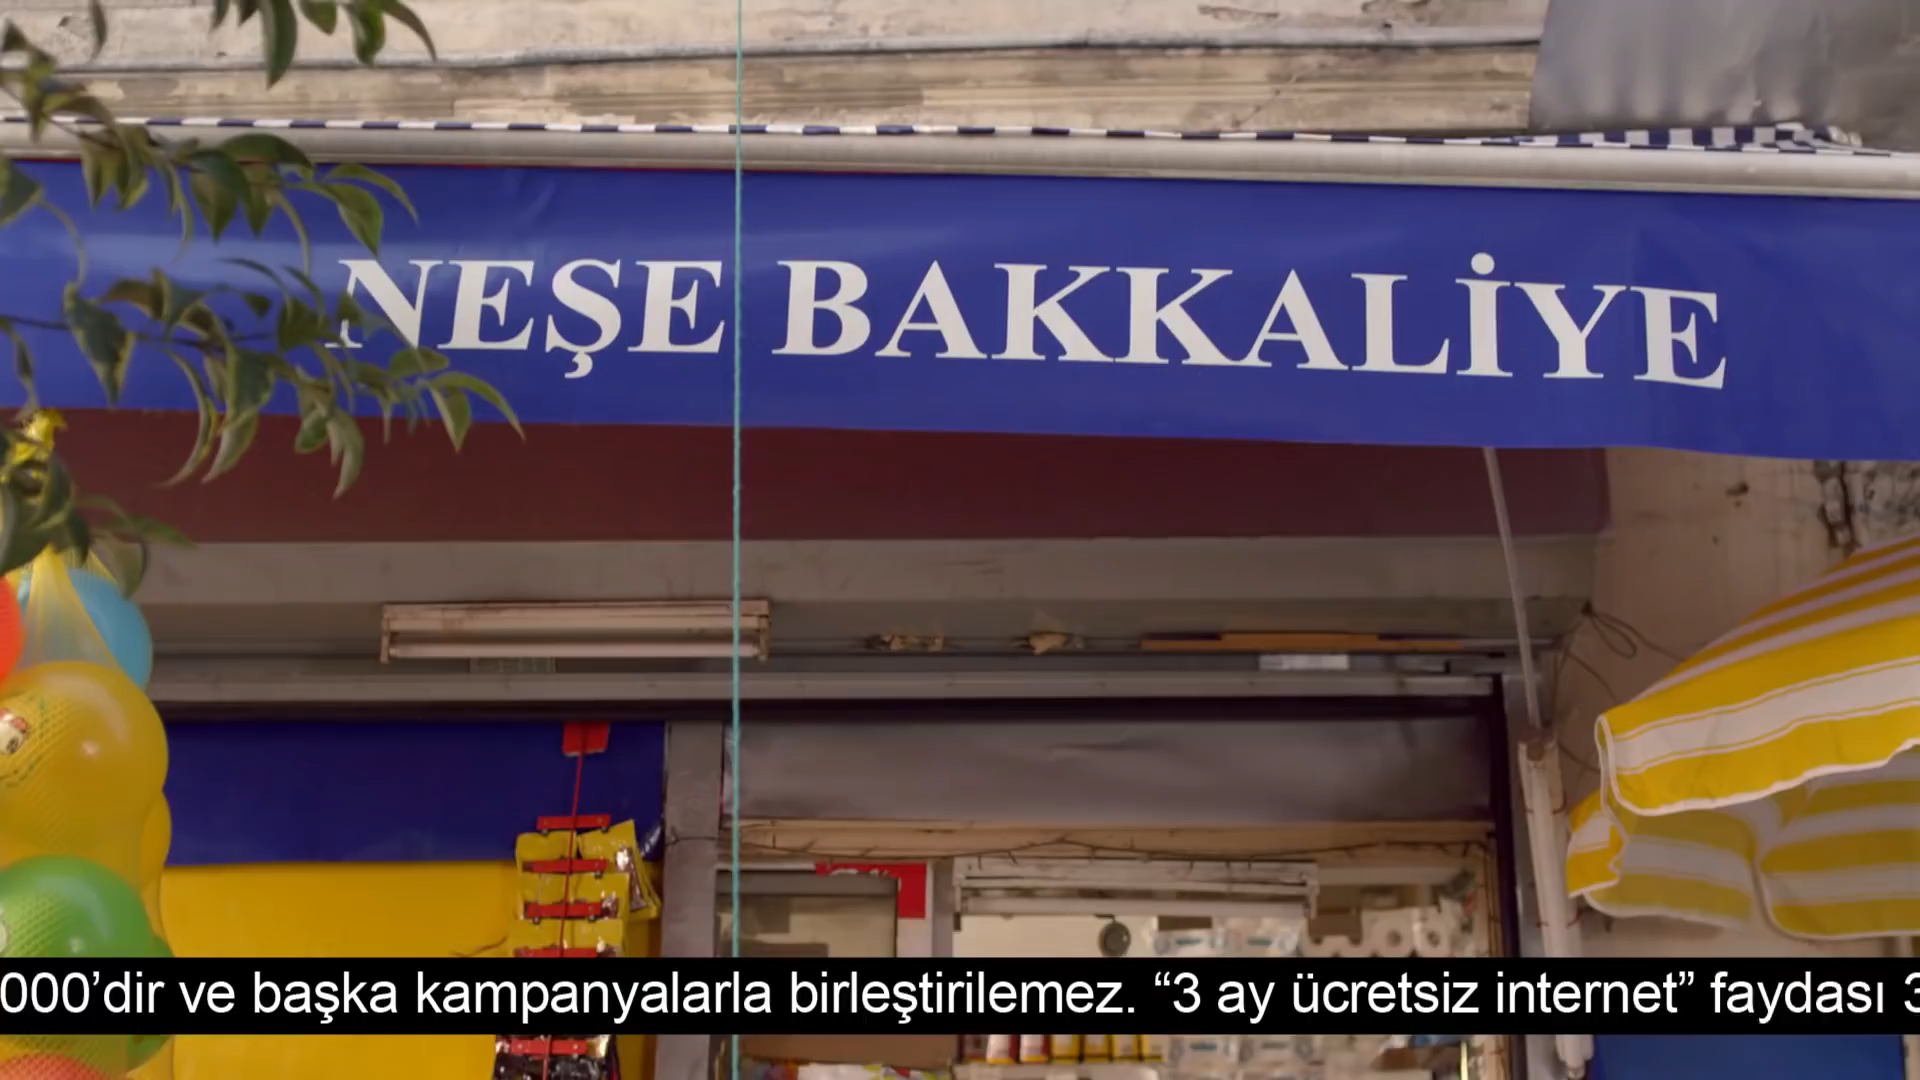 NEŞE BAKKALİYE
000’dir ve başka kampanyalarla birleştirilemez. “3 ay ücretsiz internet” faydası 3